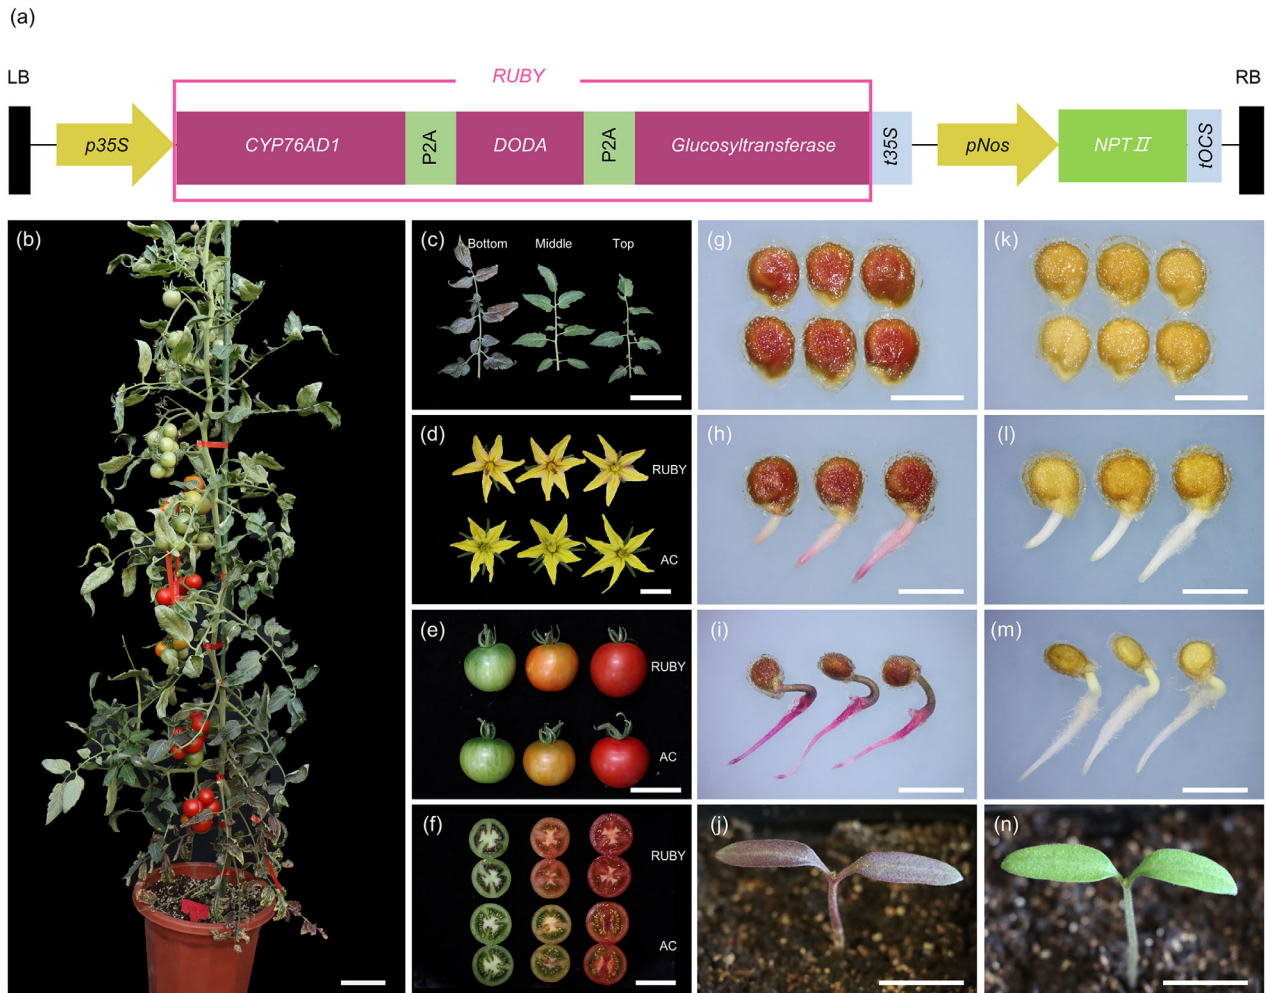 (a)
LB
RUBY
RB
p35S
CYP76AD1
P2A
DODA
P2A
Glucosyltransferase
t35S
pNos
NPT II
tOCS
(b)
(c)
Bottom
Middle
Top
(g)
(k)
(d)
RUBY
AC
(h)
(l)
(e)
RUBY
AC
(i)
(m)
(f)
RUBY
AC
(j)
(n)